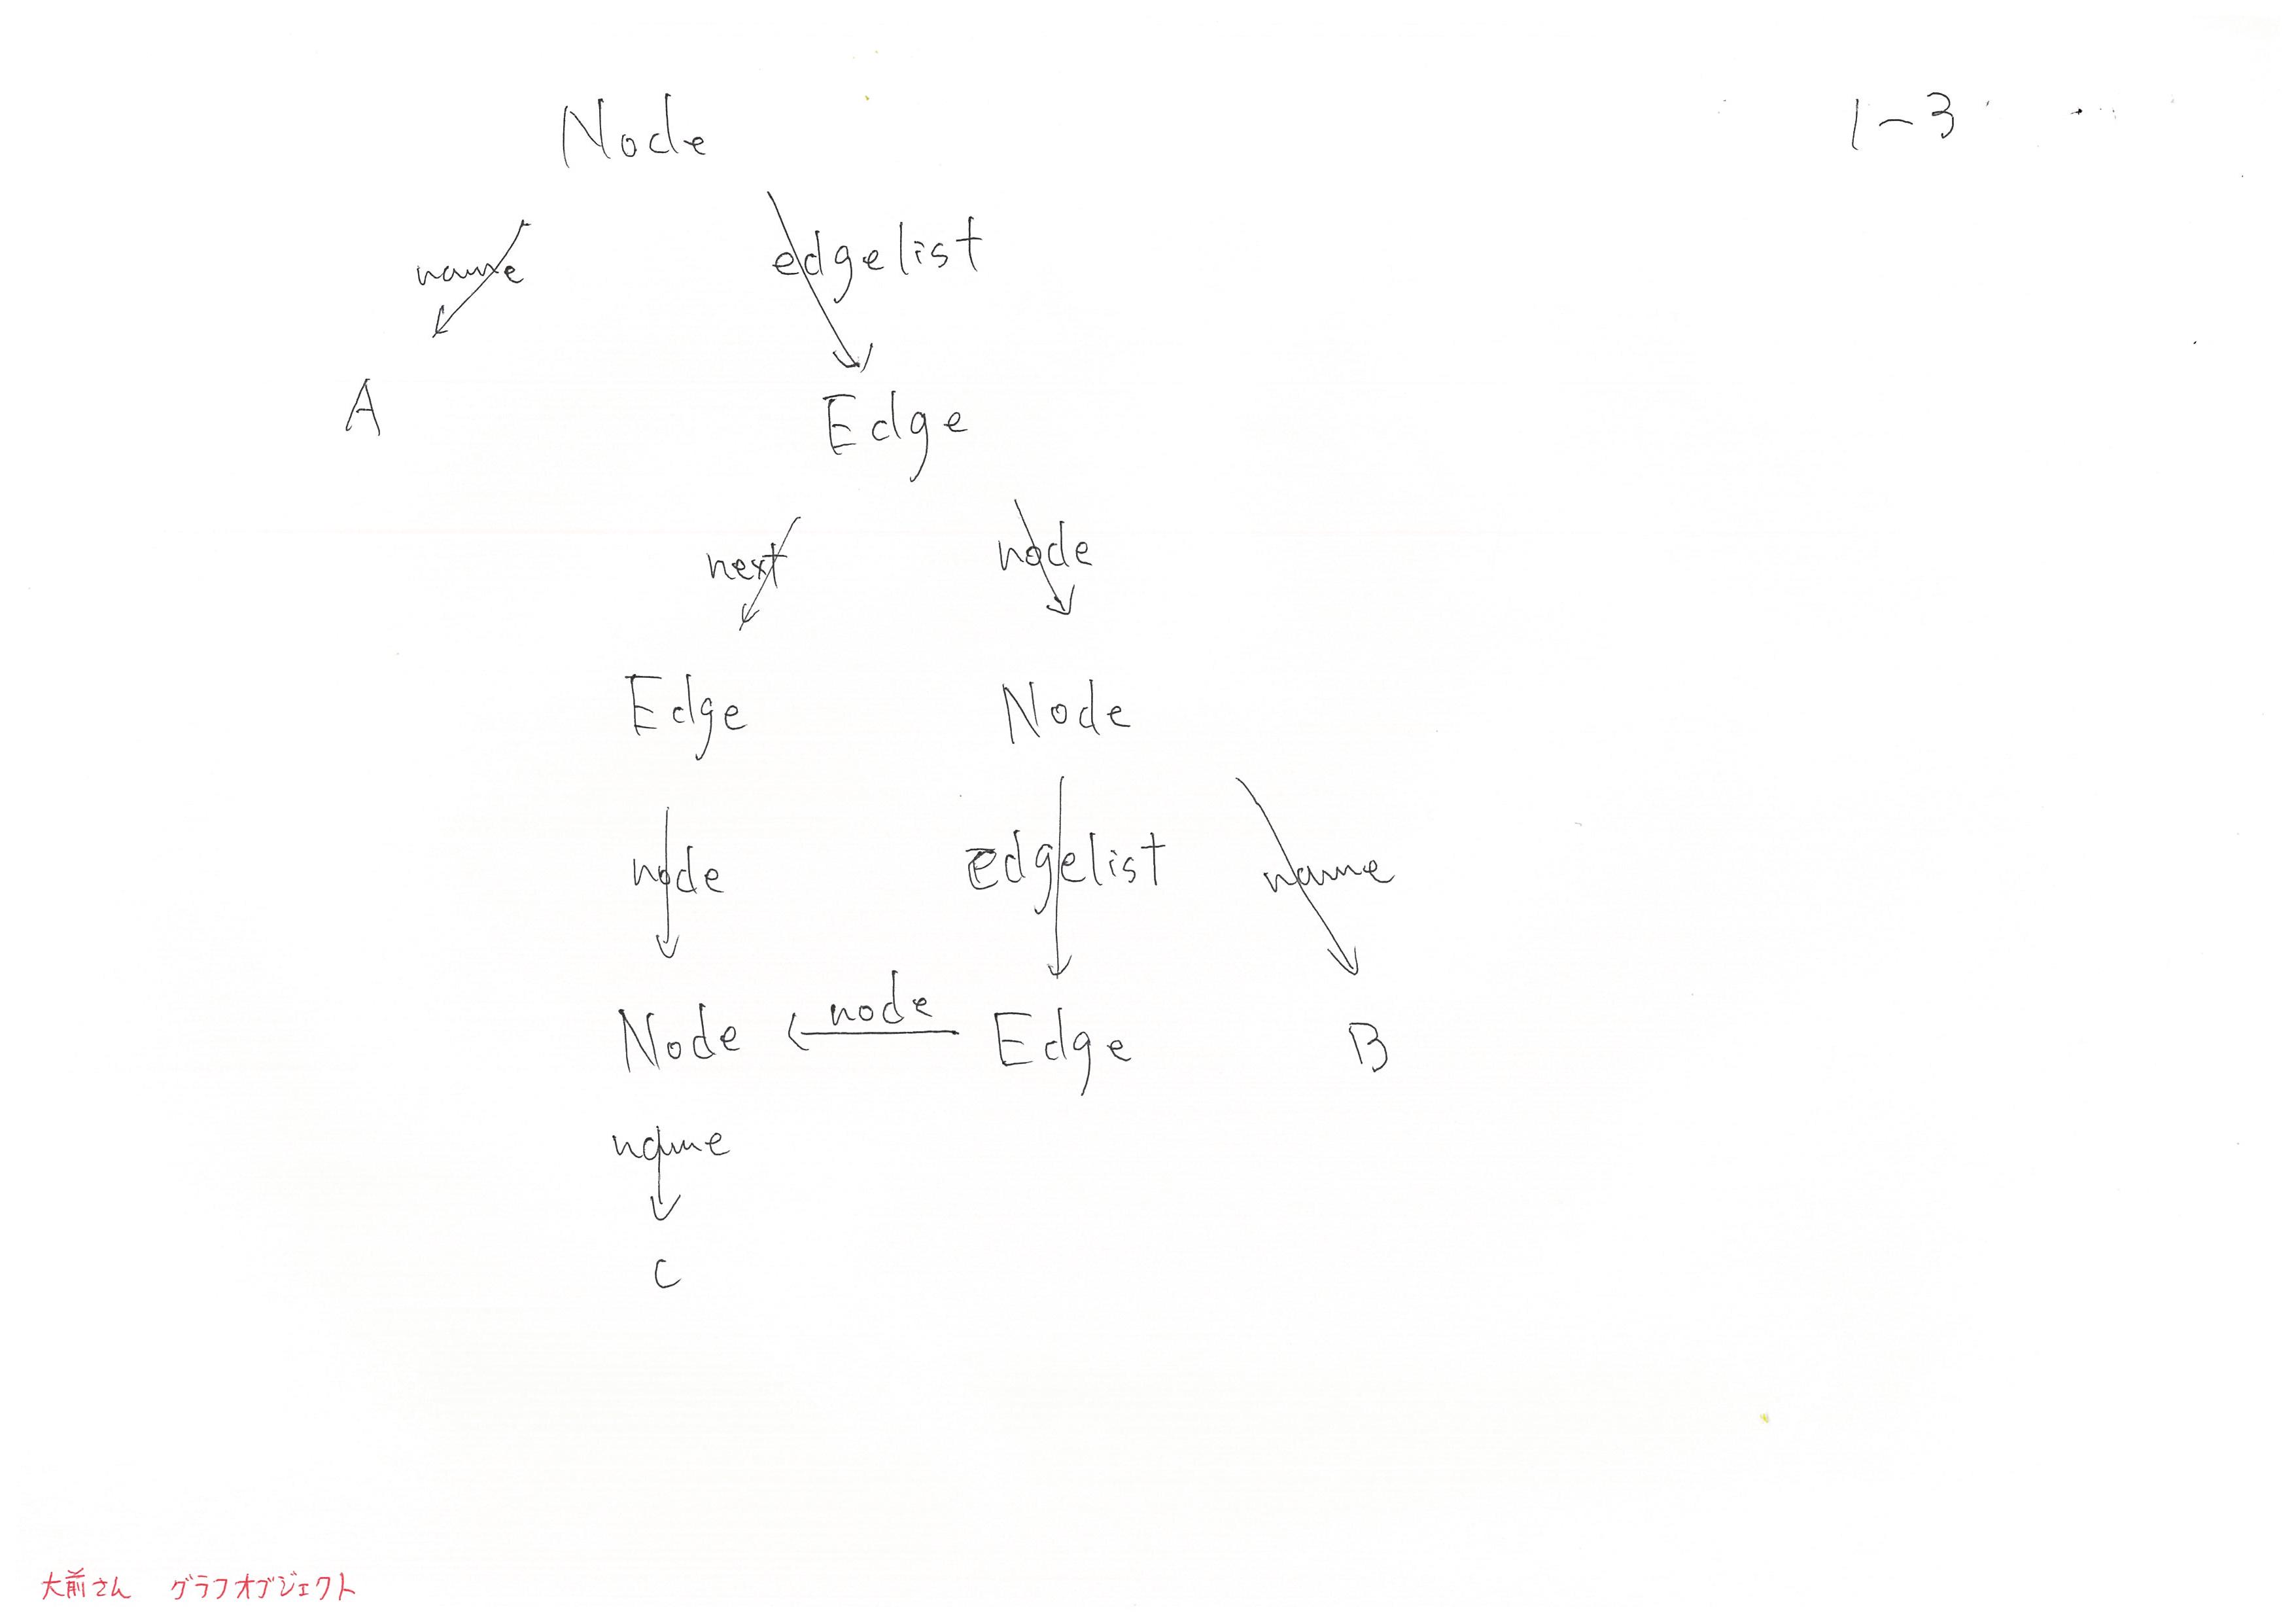 Node
1-3
name
edgelist
A
Edge
next
node
Edge
Node
node
edgelist
name
node
Node
Edge
B
name
C
大前さん グラフオブジェクト